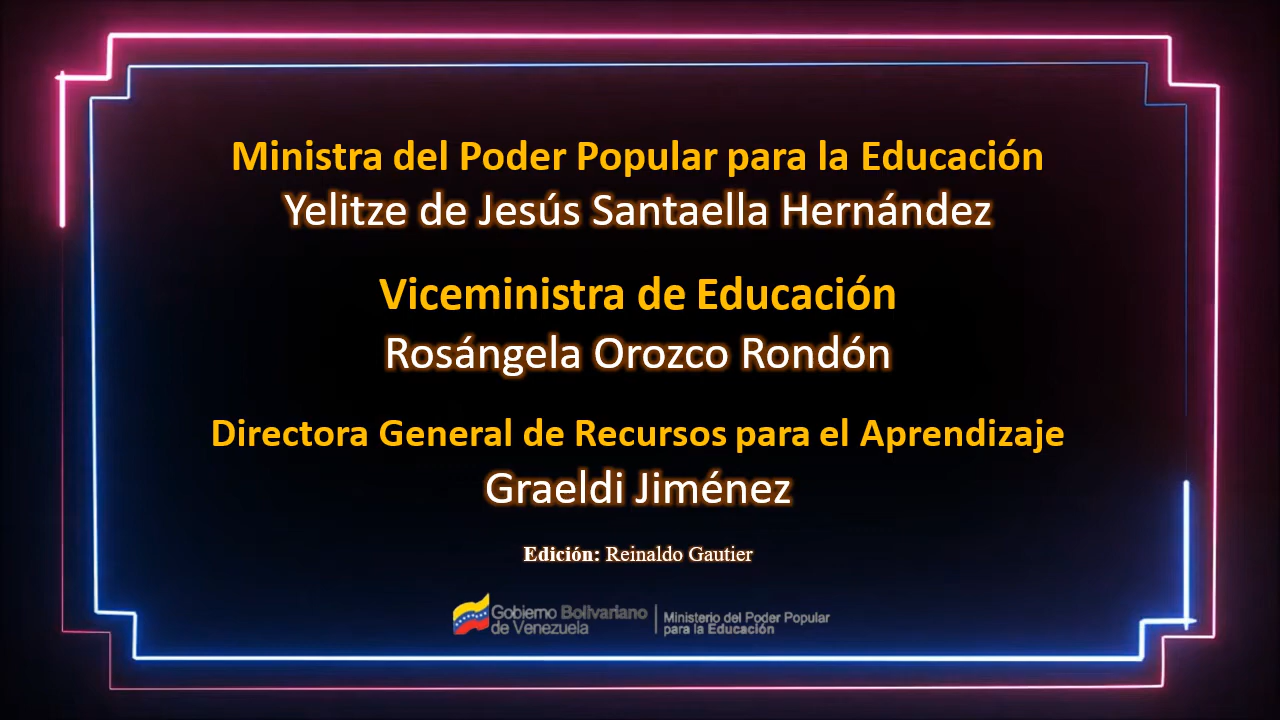 Ministra del Poder Popular para la Educación
Yelitze de Jesús Santaella Hernández
Viceministra de Educación
Rosángela Orozco Rondón
Directora General de Recursos para el Aprendizaje
Graeldi Jiménez
Edición: Reinaldo Gautier
Gobierno Bolivariano
de Venezuela
Ministerio del Poder Popular
para la Educación